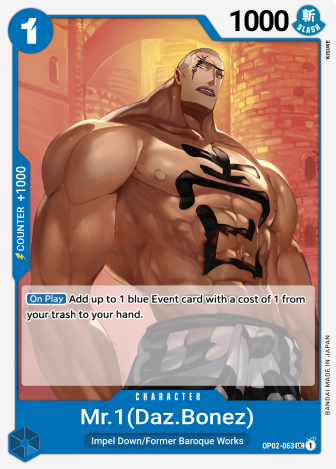 1
1000
斬
SLASH
KISUKE
COUNTER +1000
On Play Add up to 1 blue Event card with a cost of 1 from
your trash to your hand.
BANDAI MADE IN JAPAN
CHARACTER
Mr.1(Daz.Bonez)
Impel Down/Former Baroque Works
OP02-063 UC 1